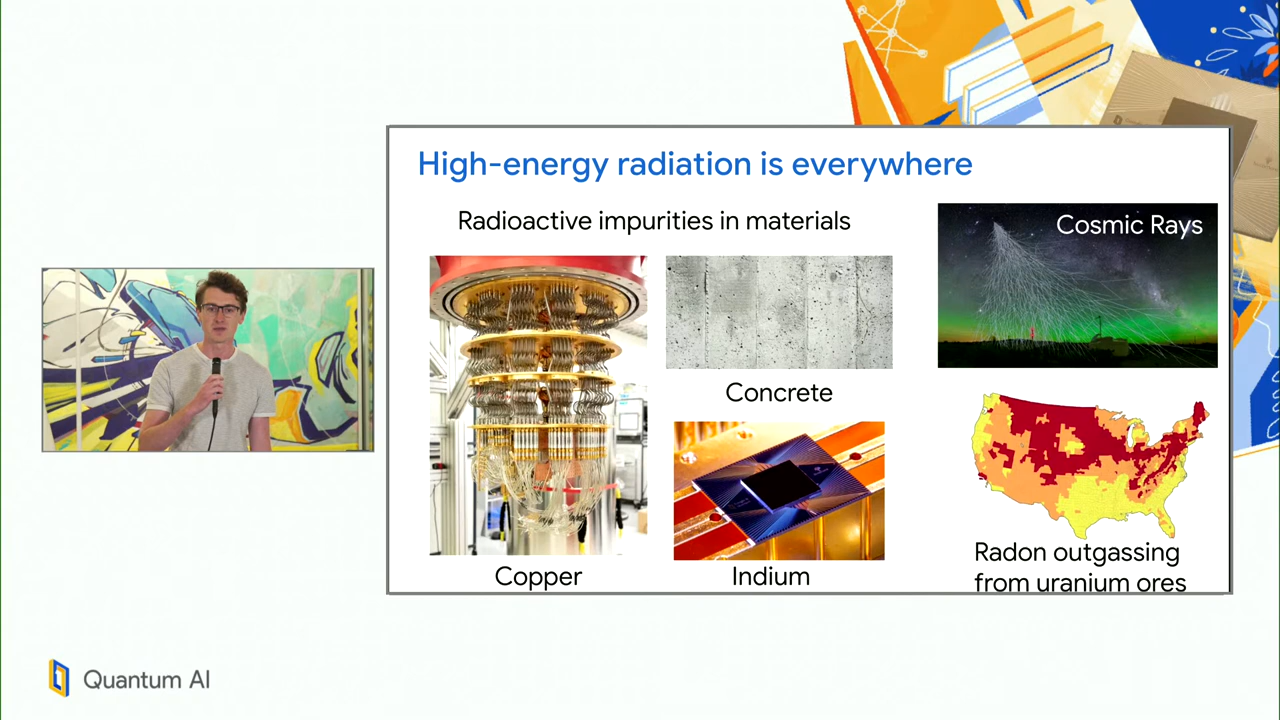 High-energy radiation is everywhere
Radioactive impurities in materials
Cosmic Rays
Concrete
Copper
Indium
Radon outgassing
from uranium ores
Quantum AI